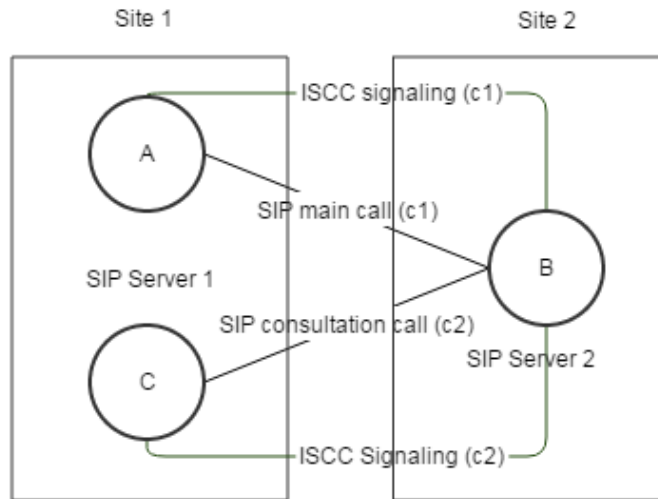 Site 1
Site 2
ISCC signaling (c1)
A
SIP main call (c1)
SIP Server 1
B
SIP consultation call (c2)
SIP Server 2
C
ISCC Signaling (c2)